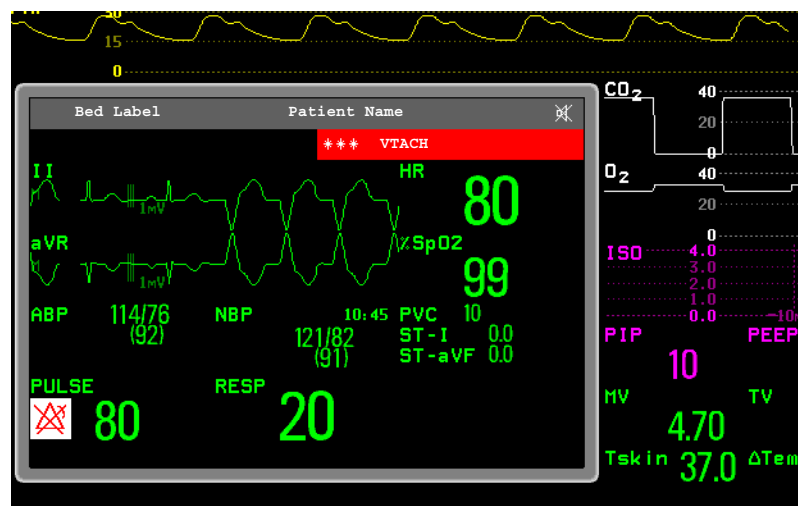 30
15
0
Bed Label Patient Name
*** VTACH
II
1MV
HR
80
aVR
1MV
%SpO2
99
ABP 114/76
(92)
NBP 10:45
121/82
(91)
PVC 10
ST-I 0.0
ST-aVF 0.0
PULSE
80
RESP
20
CO2 40
20
0
O2 40
20
0
ISO 4.0
3.0
2.0
1.0
0.0 -10
PIP PEEP
10
MV TV
4.70
Tskin 37.0 ΔTem